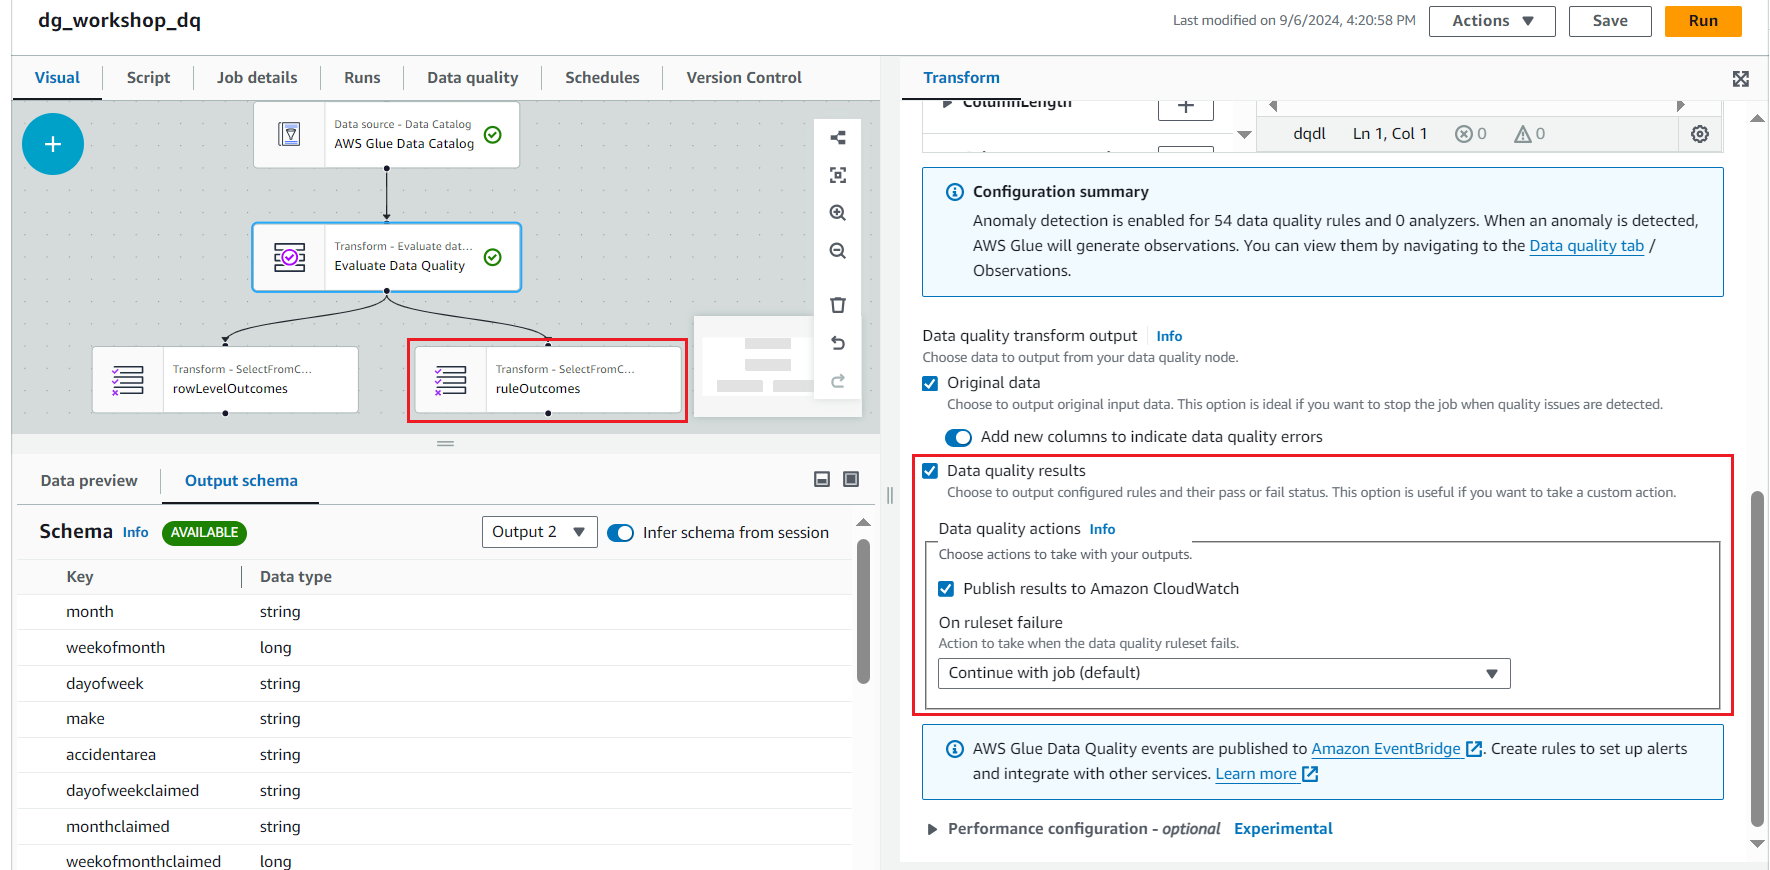 dg_workshop_dq
Last modified on 9/6/2024, 4:20:58 PM
Actions
Save
Run
Visual
Script
Job details
Runs
Data quality
Schedules
Version Control
Data source - Data Catalog
AWS Glue Data Catalog
Transform - Evaluate dat...
Evaluate Data Quality
Transform - SelectFromC...
rowLevelOutcomes
Transform - SelectFromC...
ruleOutcomes
Data preview
Output schema
Schema
Info
AVAILABLE
Output 2
Infer schema from session
Key
Data type
month
string
weekofmonth
long
dayofweek
string
make
string
accidentarea
string
dayofweekclaimed
string
monthclaimed
string
weekofmonthclaimed
long
Transform
ColumnLength
dqdl
Ln 1, Col 1
0
0
Configuration summary
Anomaly detection is enabled for 54 data quality rules and 0 analyzers. When an anomaly is detected,
AWS Glue will generate observations. You can view them by navigating to the Data quality tab /
Observations.
Data quality transform output
Info
Choose data to output from your data quality node.
Original data
Choose to output original input data. This option is ideal if you want to stop the job when quality issues are detected.
Add new columns to indicate data quality errors
Data quality results
Choose to output configured rules and their pass or fail status. This option is useful if you want to take a custom action.
Data quality actions
Info
Choose actions to take with your outputs.
Publish results to Amazon CloudWatch
On ruleset failure
Action to take when the data quality ruleset fails.
Continue with job (default)
AWS Glue Data Quality events are published to Amazon EventBridge. Create rules to set up alerts
and integrate with other services. Learn more
Performance configuration - optional
Experimental